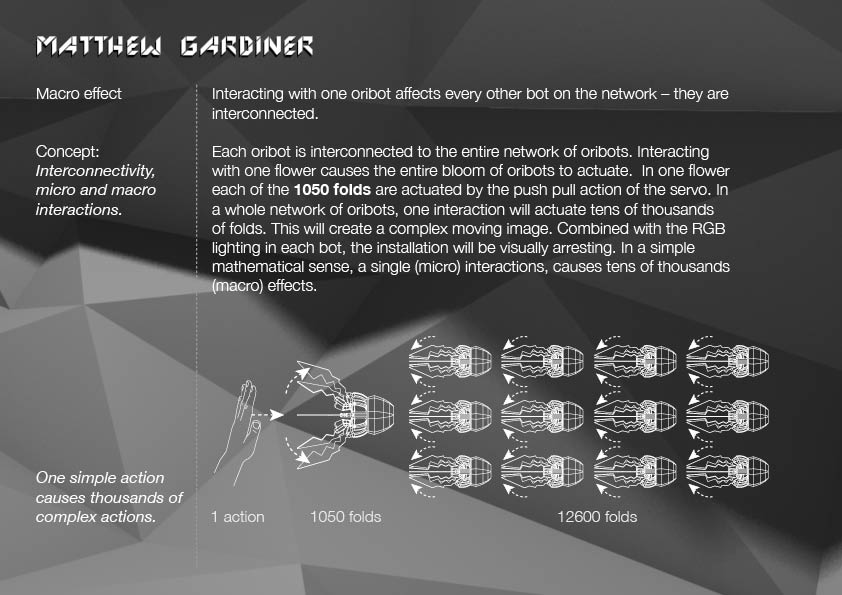 MATTHEW GARDINER
Macro effect
Interacting with one oribot affects every other bot on the network – they are
interconnected.
Concept:
Interconnectivity,
micro and macro
interactions.
Each oribot is interconnected to the entire network of oribots. Interacting
with one flower causes the entire bloom of oribots to actuate.  In one flower
each of the 1050 folds are actuated by the push pull action of the servo. In
a whole network of oribots, one interaction will actuate tens of thousands
of folds. This will create a complex moving image. Combined with the RGB
lighting in each bot, the installation will be visually arresting. In a simple
mathematical sense, a single (micro) interactions, causes tens of thousands
(macro) effects.
One simple action
causes thousands of
complex actions.
1 action
1050 folds
12600 folds